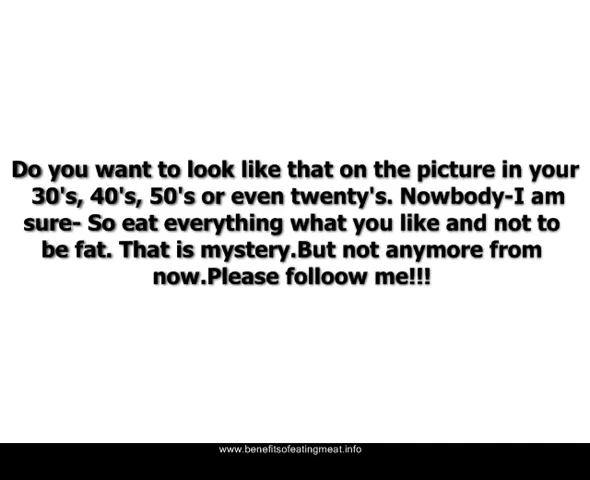 Do you want to look like that on the picture in your
30's, 40's, 50's or even twenty's. Nowbody-I am
sure- So eat everything what you like and not to
be fat. That is mystery.But not anymore from
now.Please folloow me!!!
www.benefitsofeatingmeat.info